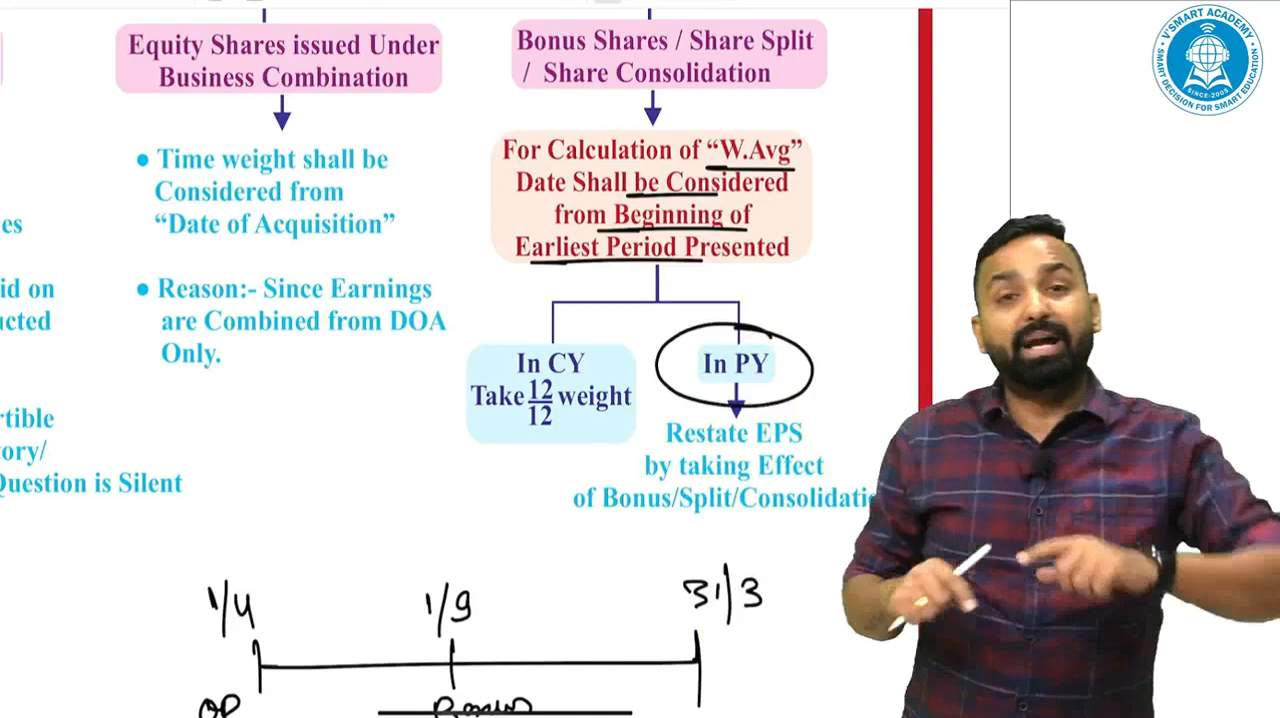 Equity Shares issued Under
Business Combination
Bonus Shares / Share Split
/ Share Consolidation
• Time weight shall be
Considered from
“Date of Acquisition”
• Reason:- Since Earnings
are Combined from DOA
Only.
For Calculation of “W.Avg”
Date Shall be Considered
from Beginning of
Earliest Period Presented
In CY
Take 12/12 weight
In PY
Restate EPS
by taking Effect
of Bonus/Split/Consolidatio
es
id on
ucted
rtible
ory/
Question is Silent
1/4
1/9
31/3
OP
Bonus
V'SMART ACADEMY
SINCE-2005
SMART DECISION FOR SMART EDUCATION